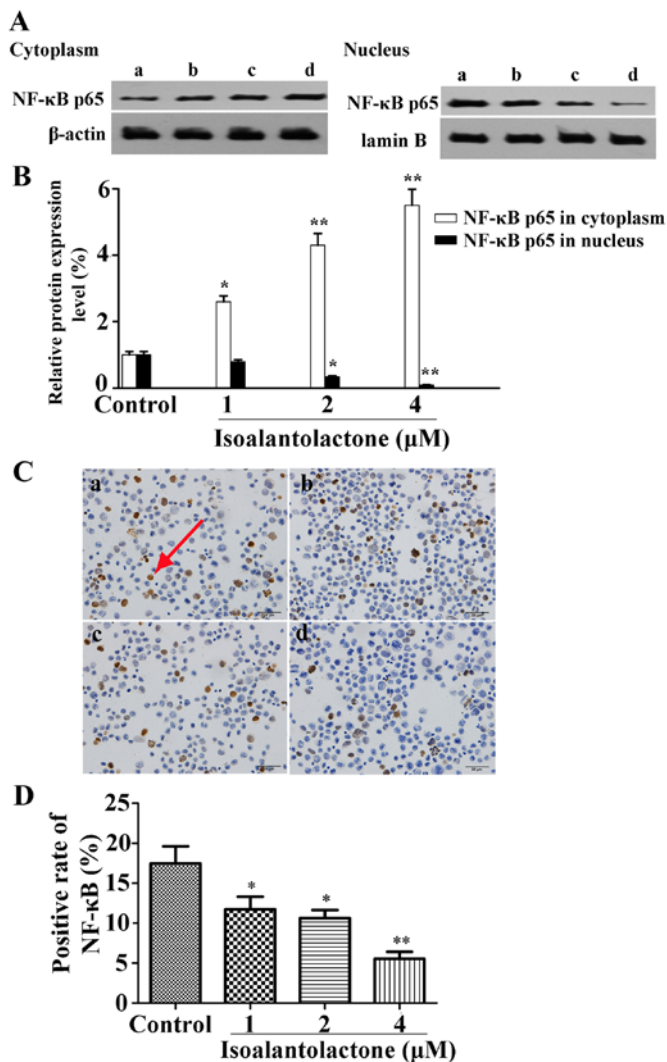 A
Cytoplasm
a b c d
NF-κB p65
β-actin
Nucleus
a b c d
NF-κB p65
lamin B
B
Relative protein expression
level (%)
6
4
2
0
*
**
*
**
**
NF-κB p65 in cytoplasm
NF-κB p65 in nucleus
Control 1 2 4
Isoalantolactone (μM)
C
a
b
c
d
D
Positive rate of
NF-κB (%)
25
20
15
10
5
0
*
*
**
Control 1 2 4
Isoalantolactone (μM)